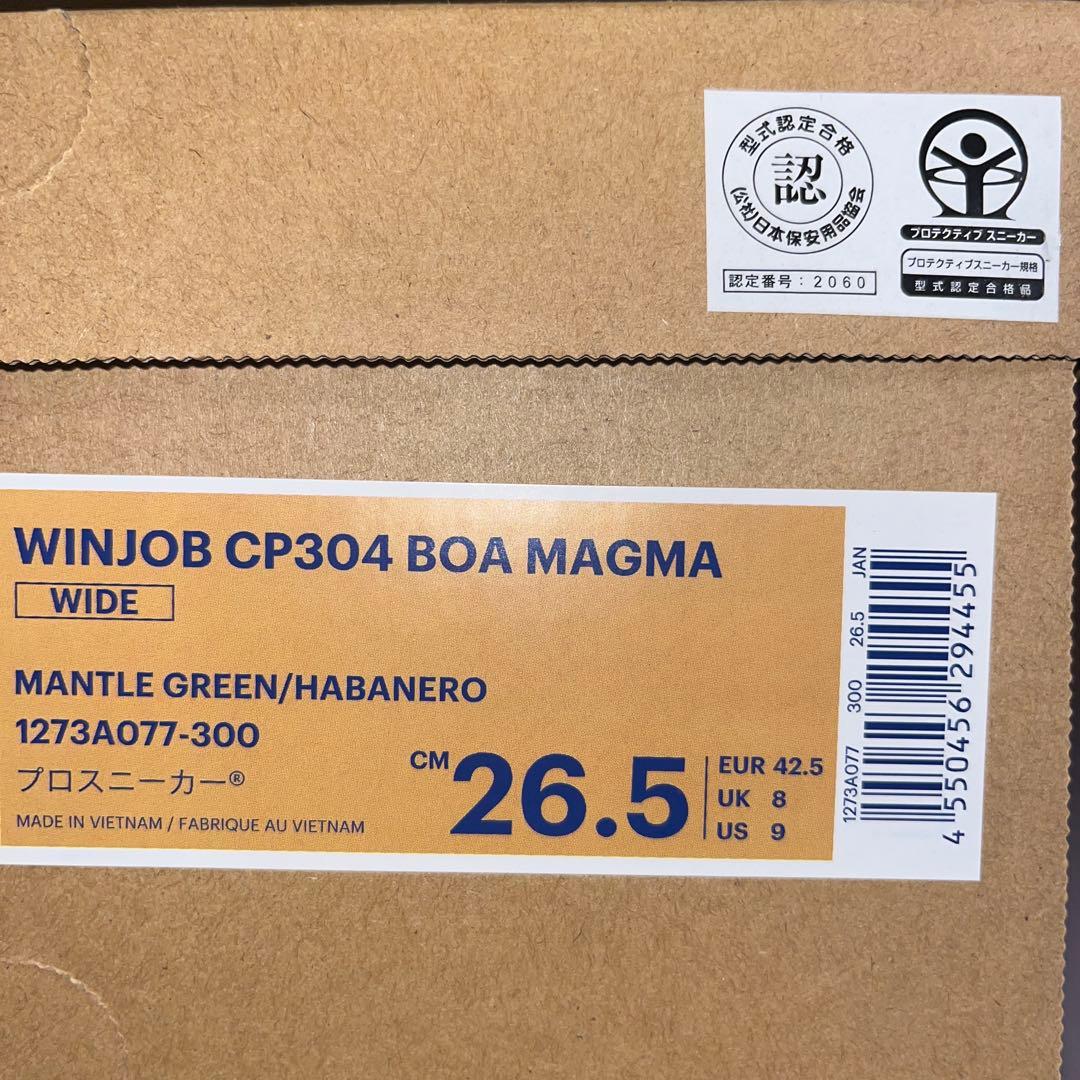 型式認定合格
認
(公社)日本保安用品協会
認定番号：2060
プロテクティブ スニーカー
プロテクティブスニーカー規格
型式認定合格品
WINJOB CP304 BOA MAGMA
WIDE
MANTLE GREEN/HABANERO
1273A077-300
プロスニーカー®
MADE IN VIETNAM / FABRIQUE AU VIETNAM
CM 26.5
EUR 42.5
UK 8
US 9
1273A077 300 26.5 JAN
4 550456 294455